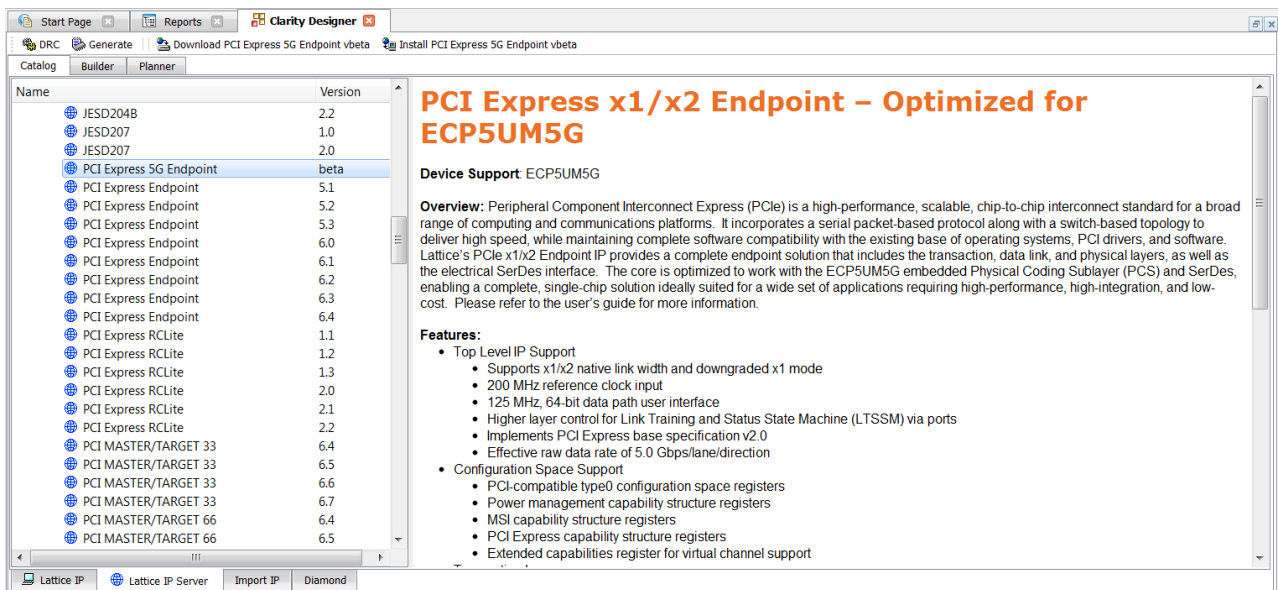 Start Page Reports Clarity Designer
DRC Generate Download PCI Express 5G Endpoint vbeta Install PCI Express 5G Endpoint vbeta
Catalog Builder Planner
Name Version
JESD204B 2.2
JESD207 1.0
JESD207 2.0
PCI Express 5G Endpoint beta
PCI Express Endpoint 5.1
PCI Express Endpoint 5.2
PCI Express Endpoint 5.3
PCI Express Endpoint 6.0
PCI Express Endpoint 6.1
PCI Express Endpoint 6.2
PCI Express Endpoint 6.3
PCI Express Endpoint 6.4
PCI Express RCLite 1.1
PCI Express RCLite 1.2
PCI Express RCLite 1.3
PCI Express RCLite 2.0
PCI Express RCLite 2.1
PCI Express RCLite 2.2
PCI MASTER/TARGET 33 6.4
PCI MASTER/TARGET 33 6.5
PCI MASTER/TARGET 33 6.6
PCI MASTER/TARGET 33 6.7
PCI MASTER/TARGET 66 6.4
PCI MASTER/TARGET 66 6.5
PCI Express x1/x2 Endpoint – Optimized for
ECP5UM5G
Device Support: ECP5UM5G
Overview: Peripheral Component Interconnect Express (PCIe) is a high-performance, scalable, chip-to-chip interconnect standard for a broad
range of computing and communications platforms. It incorporates a serial packet-based protocol along with a switch-based topology to
deliver high speed, while maintaining complete software compatibility with the existing base of operating systems, PCI drivers, and software.
Lattice's PCIe x1/x2 Endpoint IP provides a complete endpoint solution that includes the transaction, data link, and physical layers, as well as
the electrical SerDes interface. The core is optimized to work with the ECP5UM5G embedded Physical Coding Sublayer (PCS) and SerDes,
enabling a complete, single-chip solution ideally suited for a wide set of applications requiring high-performance, high-integration, and low-
cost. Please refer to the user's guide for more information.
Features:
• Top Level IP Support
• Supports x1/x2 native link width and downgraded x1 mode
• 200 MHz reference clock input
• 125 MHz, 64-bit data path user interface
• Higher layer control for Link Training and Status State Machine (LTSSM) via ports
• Implements PCI Express base specification v2.0
• Effective raw data rate of 5.0 Gbps/lane/direction
• Configuration Space Support
• PCI-compatible type0 configuration space registers
• Power management capability structure registers
• MSI capability structure registers
• PCI Express capability structure registers
• Extended capabilities register for virtual channel support
Lattice IP Lattice IP Server Import IP Diamond